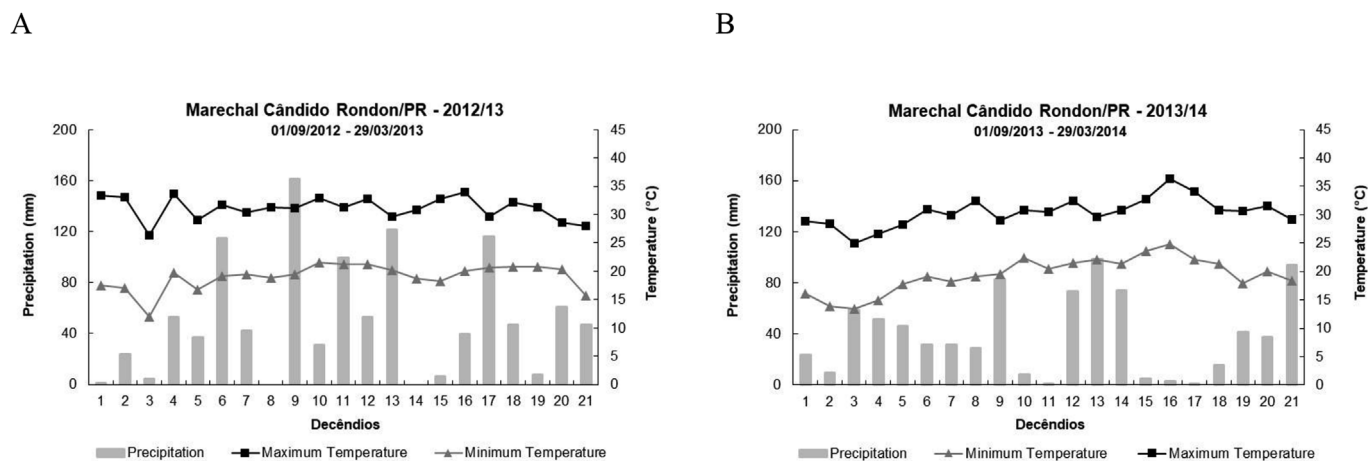 A
Marechal Cândido Rondon/PR - 2012/13
01/09/2012 - 29/03/2013
Precipitation (mm)
200
160
120
80
40
0
45
40
35
30
25
20
15
10
5
0
Temperature (°C)
1 2 3 4 5 6 7 8 9 10 11 12 13 14 15 16 17 18 19 20 21
Decêndios
Precipitation Maximum Temperature Minimum Temperature
B
Marechal Cândido Rondon/PR - 2013/14
01/09/2013 - 29/03/2014
Precipitation (mm)
200
160
120
80
40
0
45
40
35
30
25
20
15
10
5
0
Temperature (°C)
1 2 3 4 5 6 7 8 9 10 11 12 13 14 15 16 17 18 19 20 21
Decêndios
Precipitation Minimum Temperature Maximum Temperature